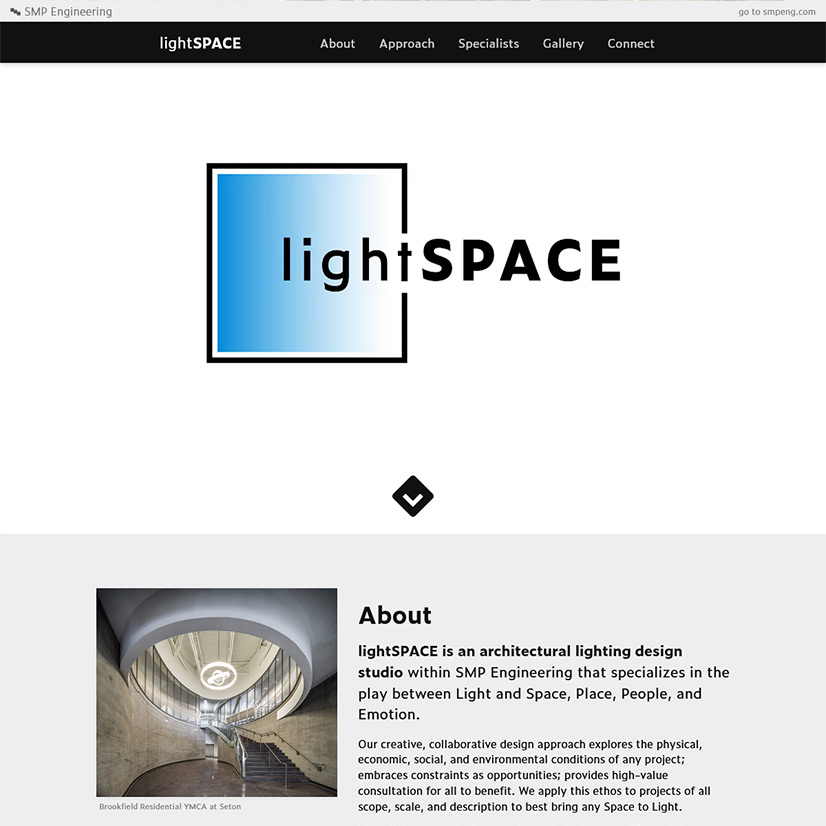 SMP Engineering
go to smpeng.com
lightSPACE
About Approach Specialists Gallery Connect
lightSPACE
About
lightSPACE is an architectural lighting design
studio within SMP Engineering that specializes in the
play between Light and Space, Place, People, and
Emotion.
Our creative, collaborative design approach explores the physical,
economic, social, and environmental conditions of any project;
embraces constraints as opportunities; provides high-value
consultation for all to benefit. We apply this ethos to projects of all
scope, scale, and description to best bring any Space to Light.
Brookfield Residential YMCA at Seton